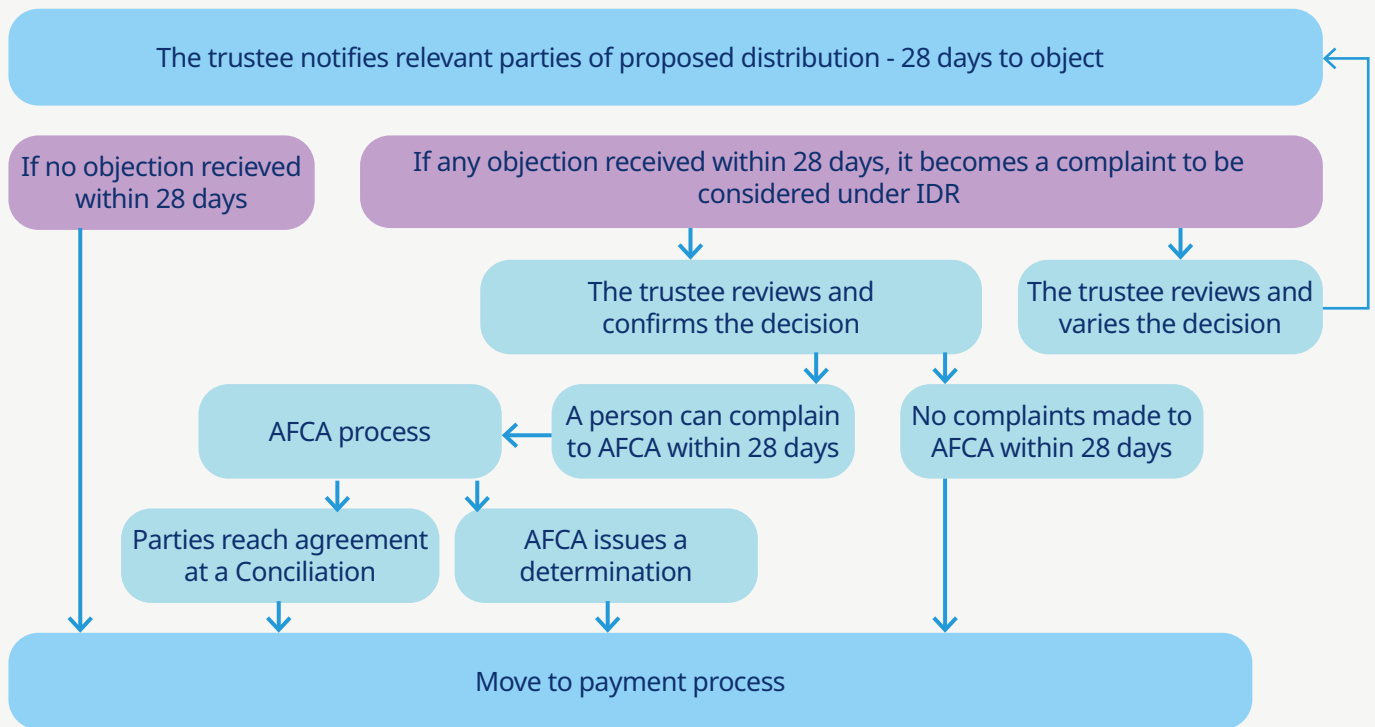 The trustee notifies relevant parties of proposed distribution - 28 days to object
If no objection recieved
within 28 days
If any objection received within 28 days, it becomes a complaint to be
considered under IDR
The trustee reviews and
confirms the decision
The trustee reviews and
varies the decision
AFCA process
A person can complain
to AFCA within 28 days
No complaints made to
AFCA within 28 days
Parties reach agreement
at a Conciliation
AFCA issues a
determination
Move to payment process